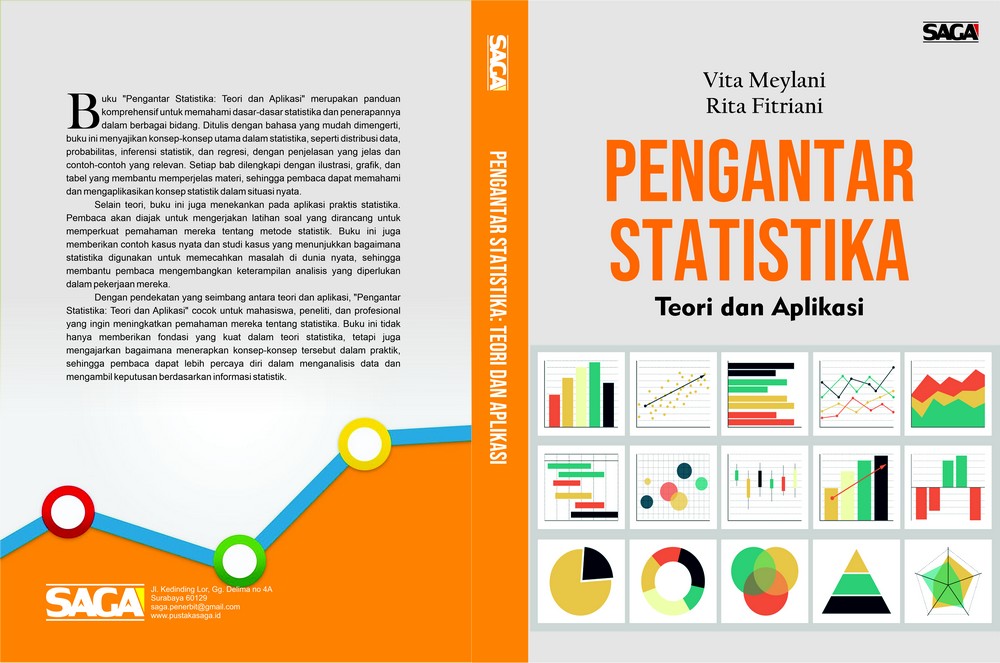 Buku "Pengantar Statistika: Teori dan Aplikasi" merupakan panduan
komprehensif untuk memahami dasar-dasar statistika dan penerapannya
dalam berbagai bidang. Ditulis dengan bahasa yang mudah dimengerti,
buku ini menyajikan konsep-konsep utama dalam statistika, seperti distribusi data,
probabilitas, inferensi statistik, dan regresi, dengan penjelasan yang jelas dan
contoh-contoh yang relevan. Setiap bab dilengkapi dengan ilustrasi, grafik, dan
tabel yang membantu memperjelas materi, sehingga pembaca dapat memahami
dan mengaplikasikan konsep statistik dalam situasi nyata.
Selain teori, buku ini juga menekankan pada aplikasi praktis statistika.
Pembaca akan diajak untuk mengerjakan latihan soal yang dirancang untuk
memperkuat pemahaman mereka tentang metode statistik. Buku ini juga
memberikan contoh kasus nyata dan studi kasus yang menunjukkan bagaimana
statistika digunakan untuk memecahkan masalah di dunia nyata, sehingga
membantu pembaca mengembangkan keterampilan analisis yang diperlukan
dalam pekerjaan mereka.
Dengan pendekatan yang seimbang antara teori dan aplikasi, "Pengantar
Statistika: Teori dan Aplikasi" cocok untuk mahasiswa, peneliti, dan profesional
yang ingin meningkatkan pemahaman mereka tentang statistika. Buku ini tidak
hanya memberikan fondasi yang kuat dalam teori statistika, tetapi juga
mengajarkan bagaimana menerapkan konsep-konsep tersebut dalam praktik,
sehingga pembaca dapat lebih percaya diri dalam menganalisis data dan
mengambil keputusan berdasarkan informasi statistik.
SAGA
Jl. Kedinding Lor, Gg. Delima no 4A
Surabaya 60129
saga.penerbit@gmail.com
www.pustakasaga.id
SAGA
PENGANTAR STATISTIKA: TEORI DAN APLIKASI
SAGA
Vita Meylani
Rita Fitriani
PENGANTAR
STATISTIKA
Teori dan Aplikasi